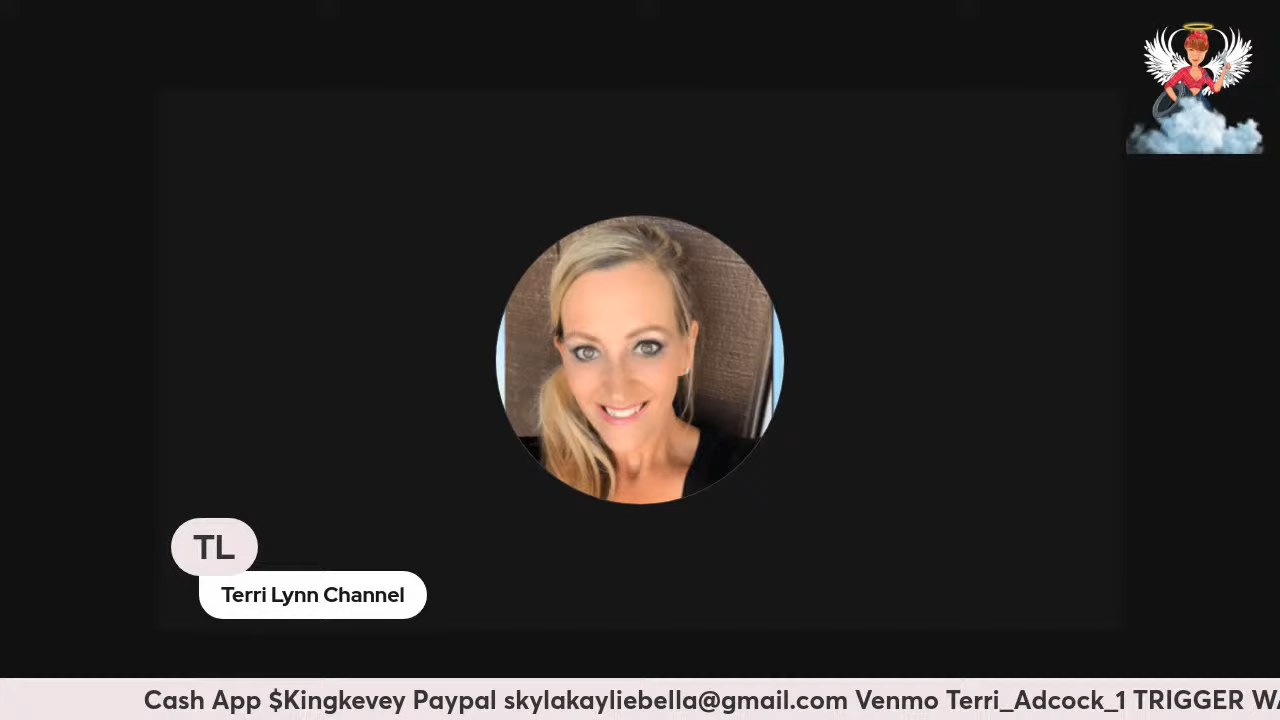 TL
Terri Lynn Channel
Cash App $Kingkevey Paypal skylakayliebella@gmail.com Venmo Terri_Adcock_1 TRIGGER